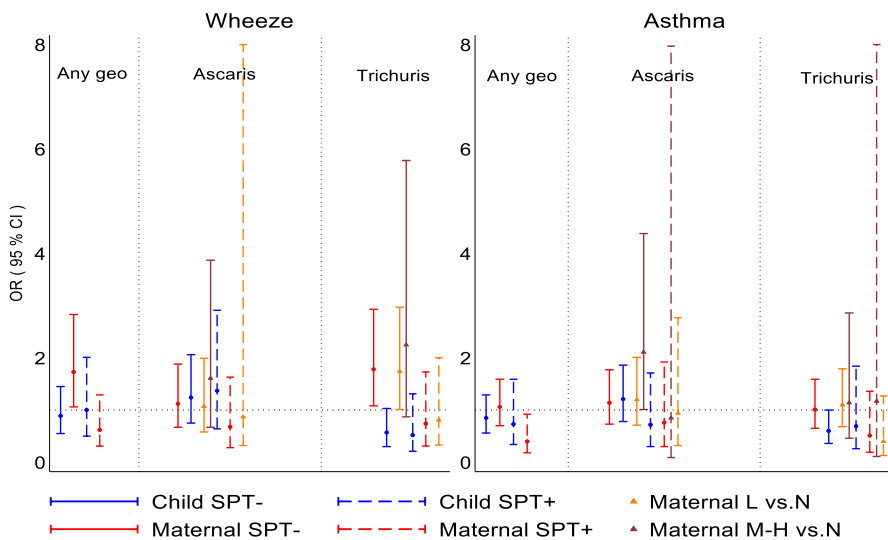 Wheeze Asthma
8 8
Any geo Ascaris Trichuris Any geo Ascaris Trichuris
6 6
4 4
OR ( 95 % CI )
2 2
0 0
Child SPT- Child SPT+ Maternal L vs.N
Maternal SPT- Maternal SPT+ Maternal M-H vs.N